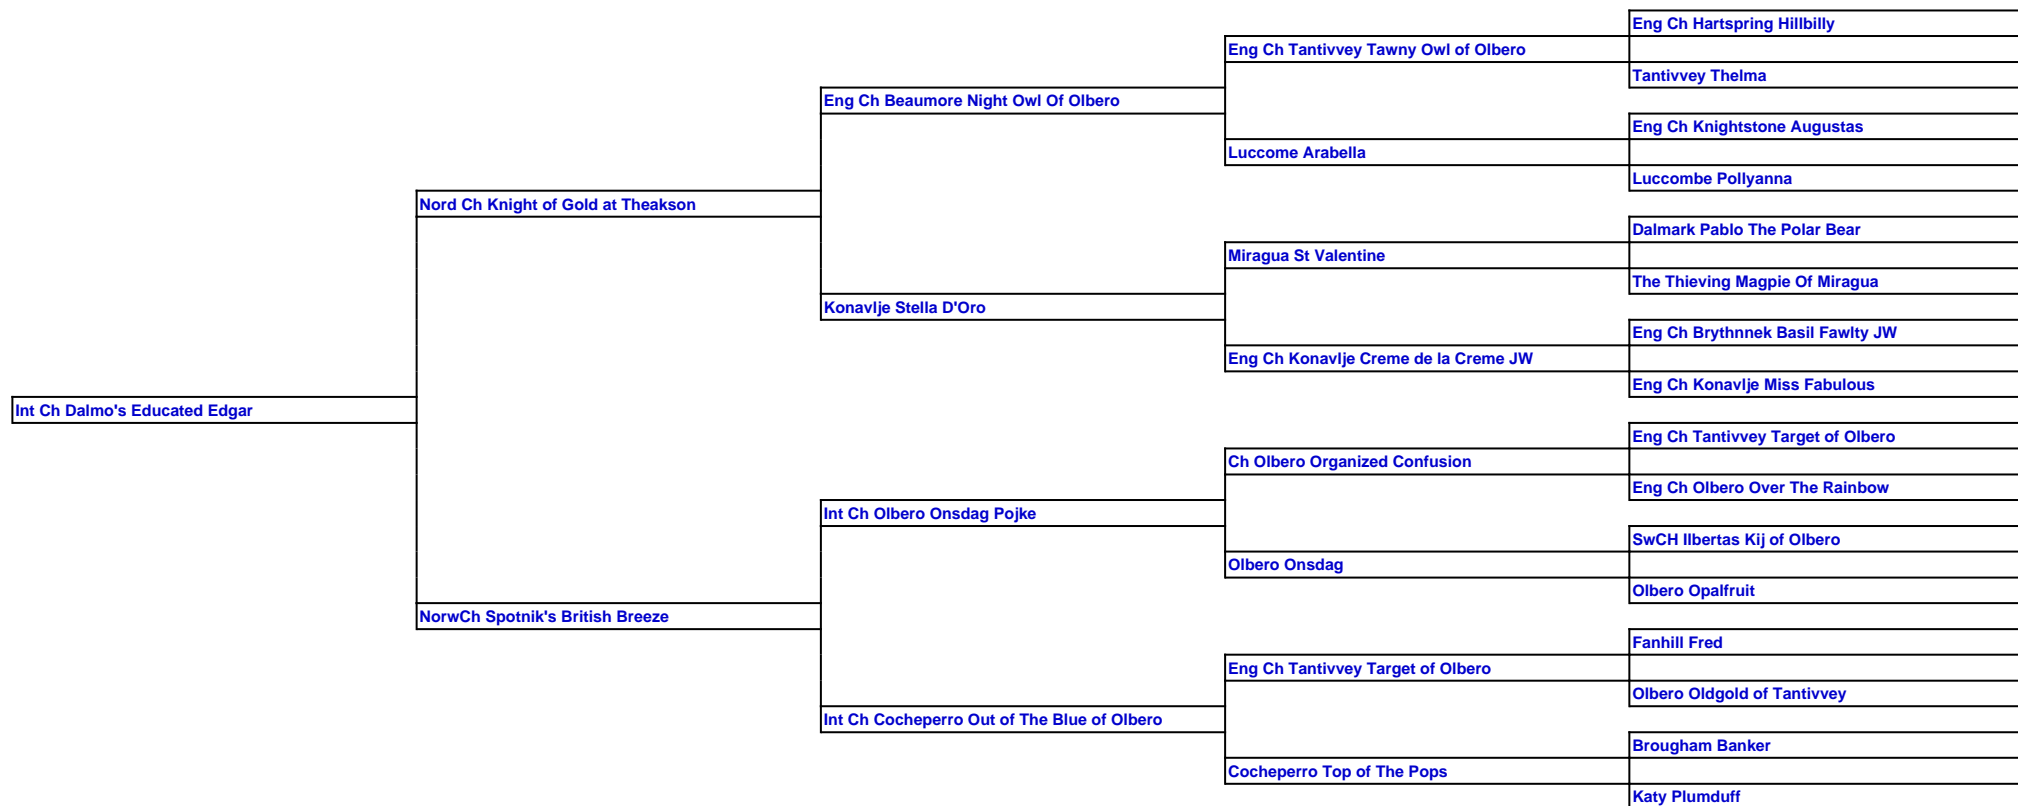 Eng Ch Hartspring Hillbilly
Eng Ch Tantivvey Tawny Owl of Olbero
Tantivvey Thelma
Eng Ch Beaumore Night Owl Of Olbero
Eng Ch Knightstone Augustas
Luccome Arabella
Luccombe Pollyanna
Nord Ch Knight of Gold at Theakson
Dalmark Pablo The Polar Bear
Miragua St Valentine
The Thieving Magpie Of Miragua
Konavlje Stella D'Oro
Eng Ch Brythnnek Basil Fawlty JW
Eng Ch Konavlje Creme de la Creme JW
Eng Ch Konavlje Miss Fabulous
Int Ch Dalmo's Educated Edgar
Eng Ch Tantivvey Target of Olbero
Ch Olbero Organized Confusion
Eng Ch Olbero Over The Rainbow
Int Ch Olbero Onsdag Pojke
SwCH Ilbertas Kij of Olbero
Olbero Onsdag
Olbero Opalfruit
NorwCh Spotnik's British Breeze
Fanhill Fred
Eng Ch Tantivvey Target of Olbero
Olbero Oldgold of Tantivvey
Int Ch Cocheperro Out of The Blue of Olbero
Brougham Banker
Cocheperro Top of The Pops
Katy Plumduff